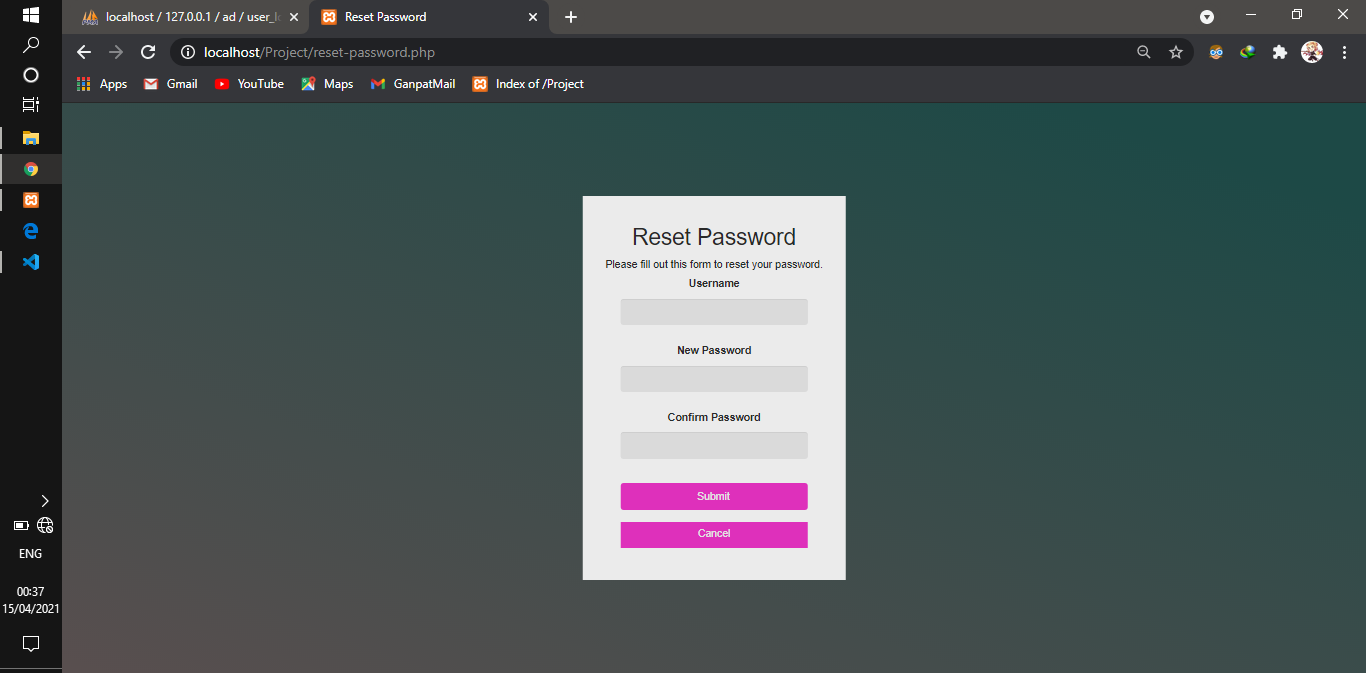 localhost / 127.0.0.1 / ad / user_l
Reset Password
localhost/Project/reset-password.php
Apps
Gmail
YouTube
Maps
GanpatMail
Index of /Project
Reset Password
Please fill out this form to reset your password.
Username
New Password
Confirm Password
Submit
Cancel
ENG
00:37
15/04/2021